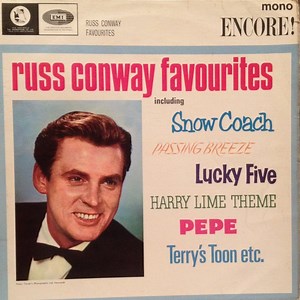 RUSS CONWAY
FAVOURITES
EMI
mono
ENCORE!
russ conway favourites
including
Snow Coach
PASSING BREEZE
Lucky Five
HARRY LIME THEME
PEPE
Terry's Toon etc.